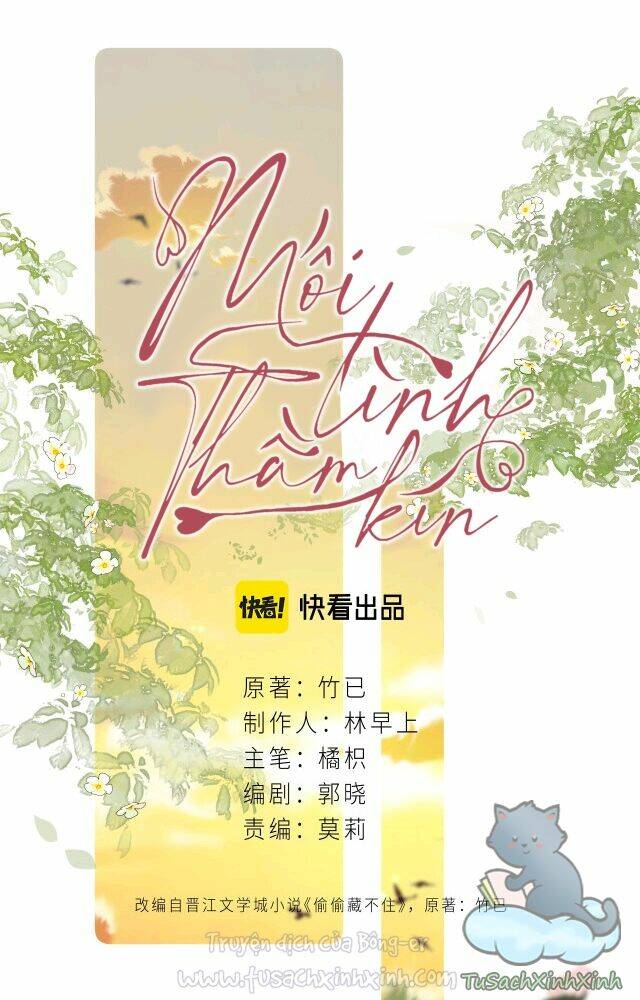 Mối
tình
Thầm
kín
快看! 快看出品
原著：竹已
制作人：林早上
主笔：橘枳
编剧：郭晓
责编：莫莉
改编自晋江文学城小说《偷偷藏不住》，原著：竹已
Truyện dịch của Bông-er
www.tusachxinhxinh.com
TuSachXinhXinh